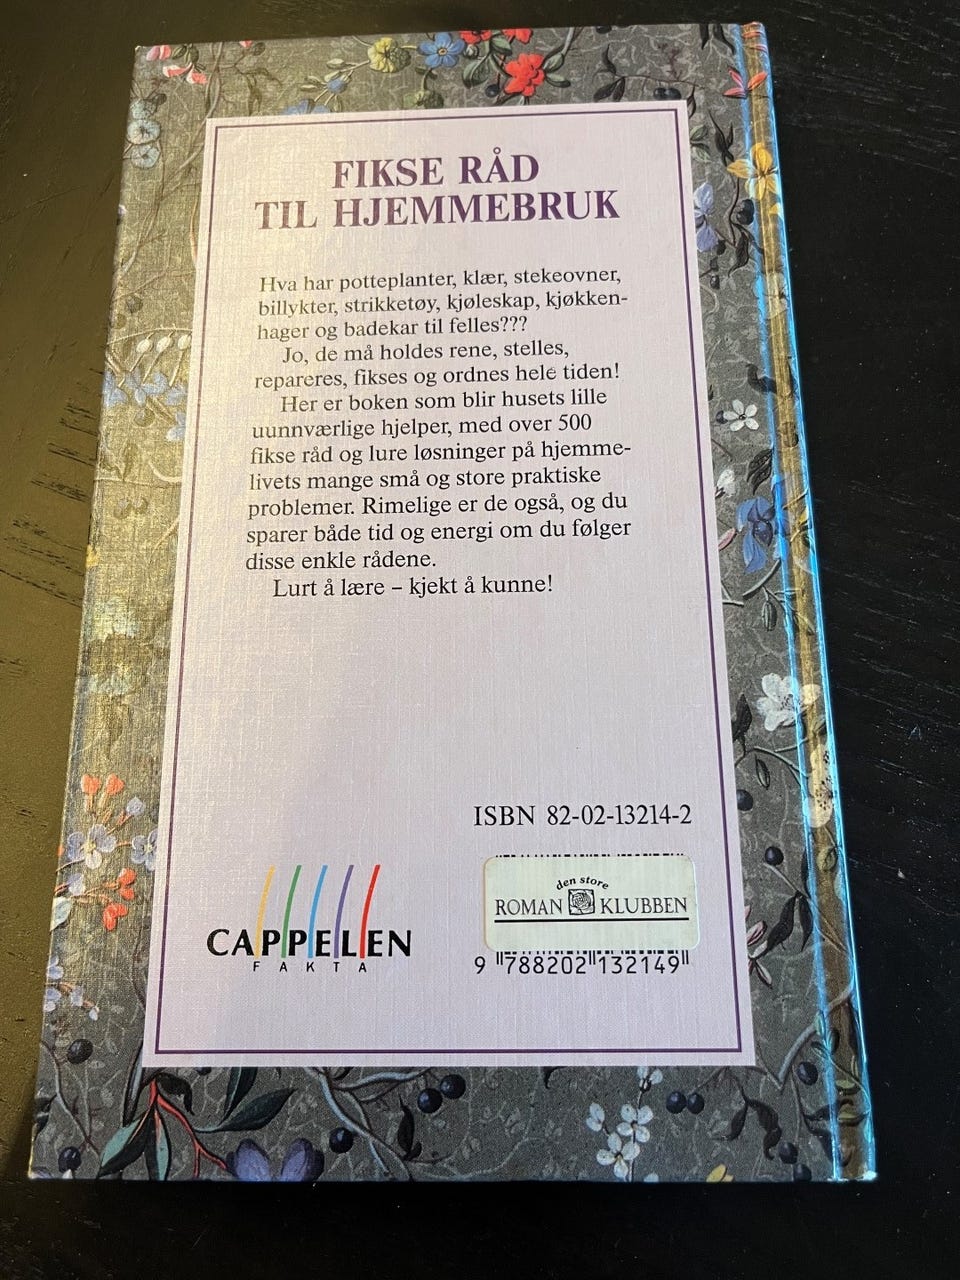 FIKSE RÅD
TIL HJEMMEBRUK
Hva har potteplanter, klær, stekeovner,
billykter, strikketøy, kjøleskap, kjøkken-
hager og badekar til felles???
Jo, de må holdes rene, stelles,
repareres, fikses og ordnes hele tiden!
Her er boken som blir husets lille
uunnværlige hjelper, med over 500
fikse råd og lure løsninger på hjemme-
livets mange små og store praktiske
problemer. Rimelige er de også, og du
sparer både tid og energi om du følger
disse enkle rådene.
Lurt å lære – kjekt å kunne!
ISBN 82-02-13214-2
den store
ROMAN KLUBBEN
9 788202 132149
CAPPELEN
FAKTA